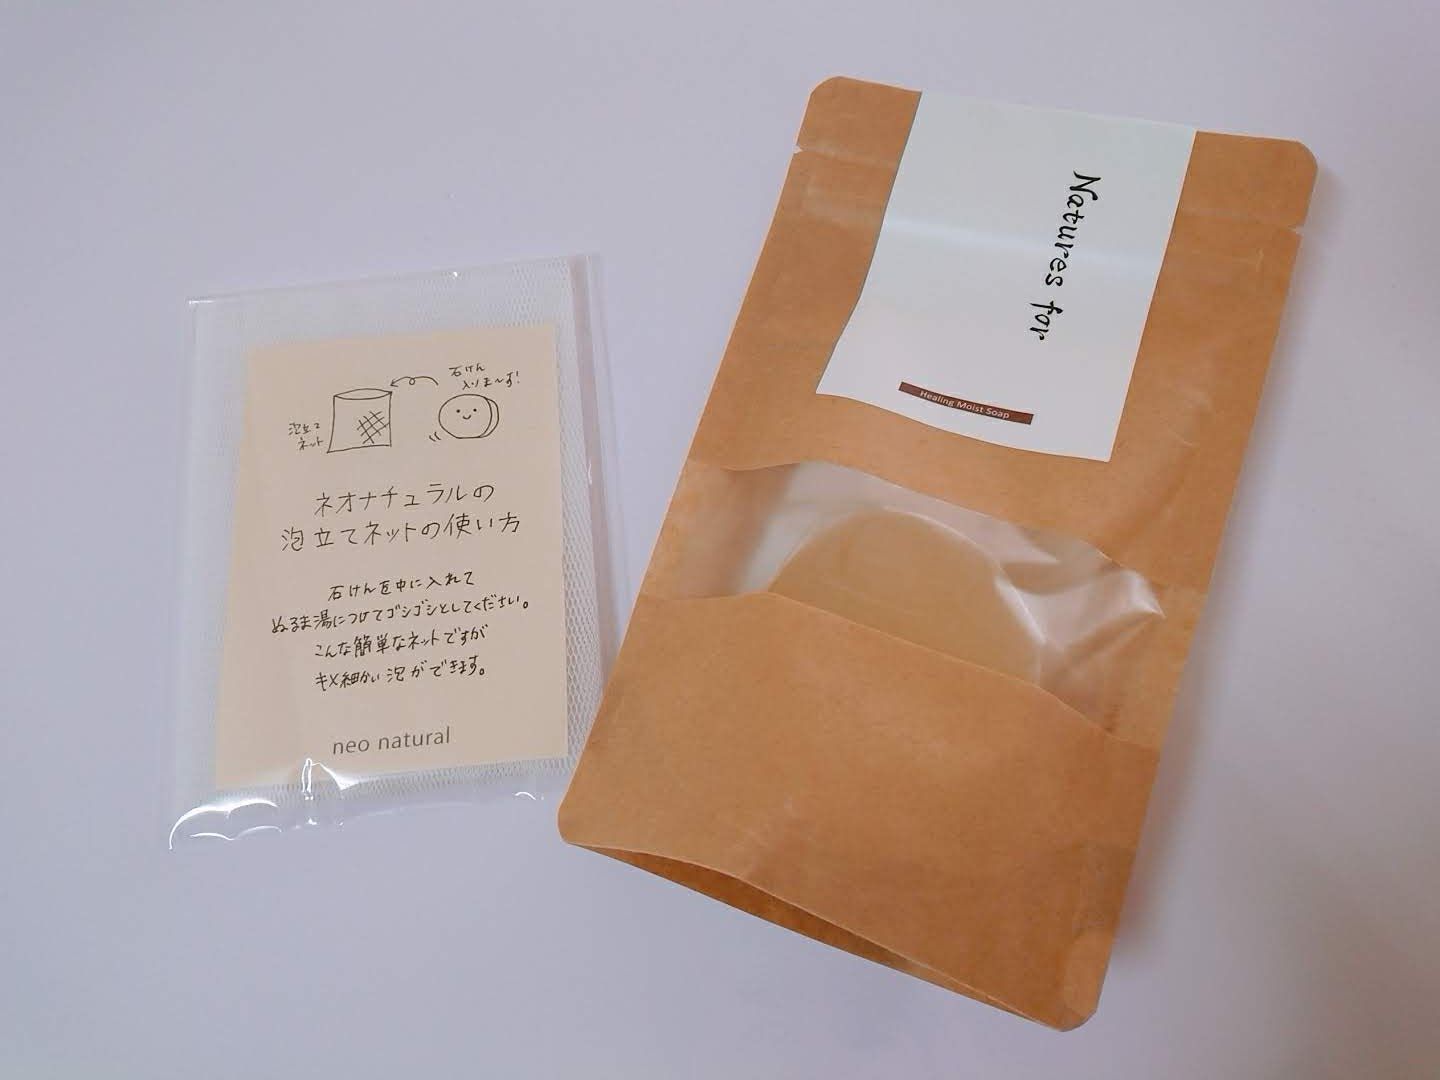 石けん
入りま〜す!
泡立て
ネット
ネオナチュラルの
泡立てネットの使い方
石けんを中に入れて
ぬるま湯につけてゴシゴシとしてください。
こんな簡単なネットですが
キメ細かい泡ができます。
neo natural
Natures for
Healing Moist Soap